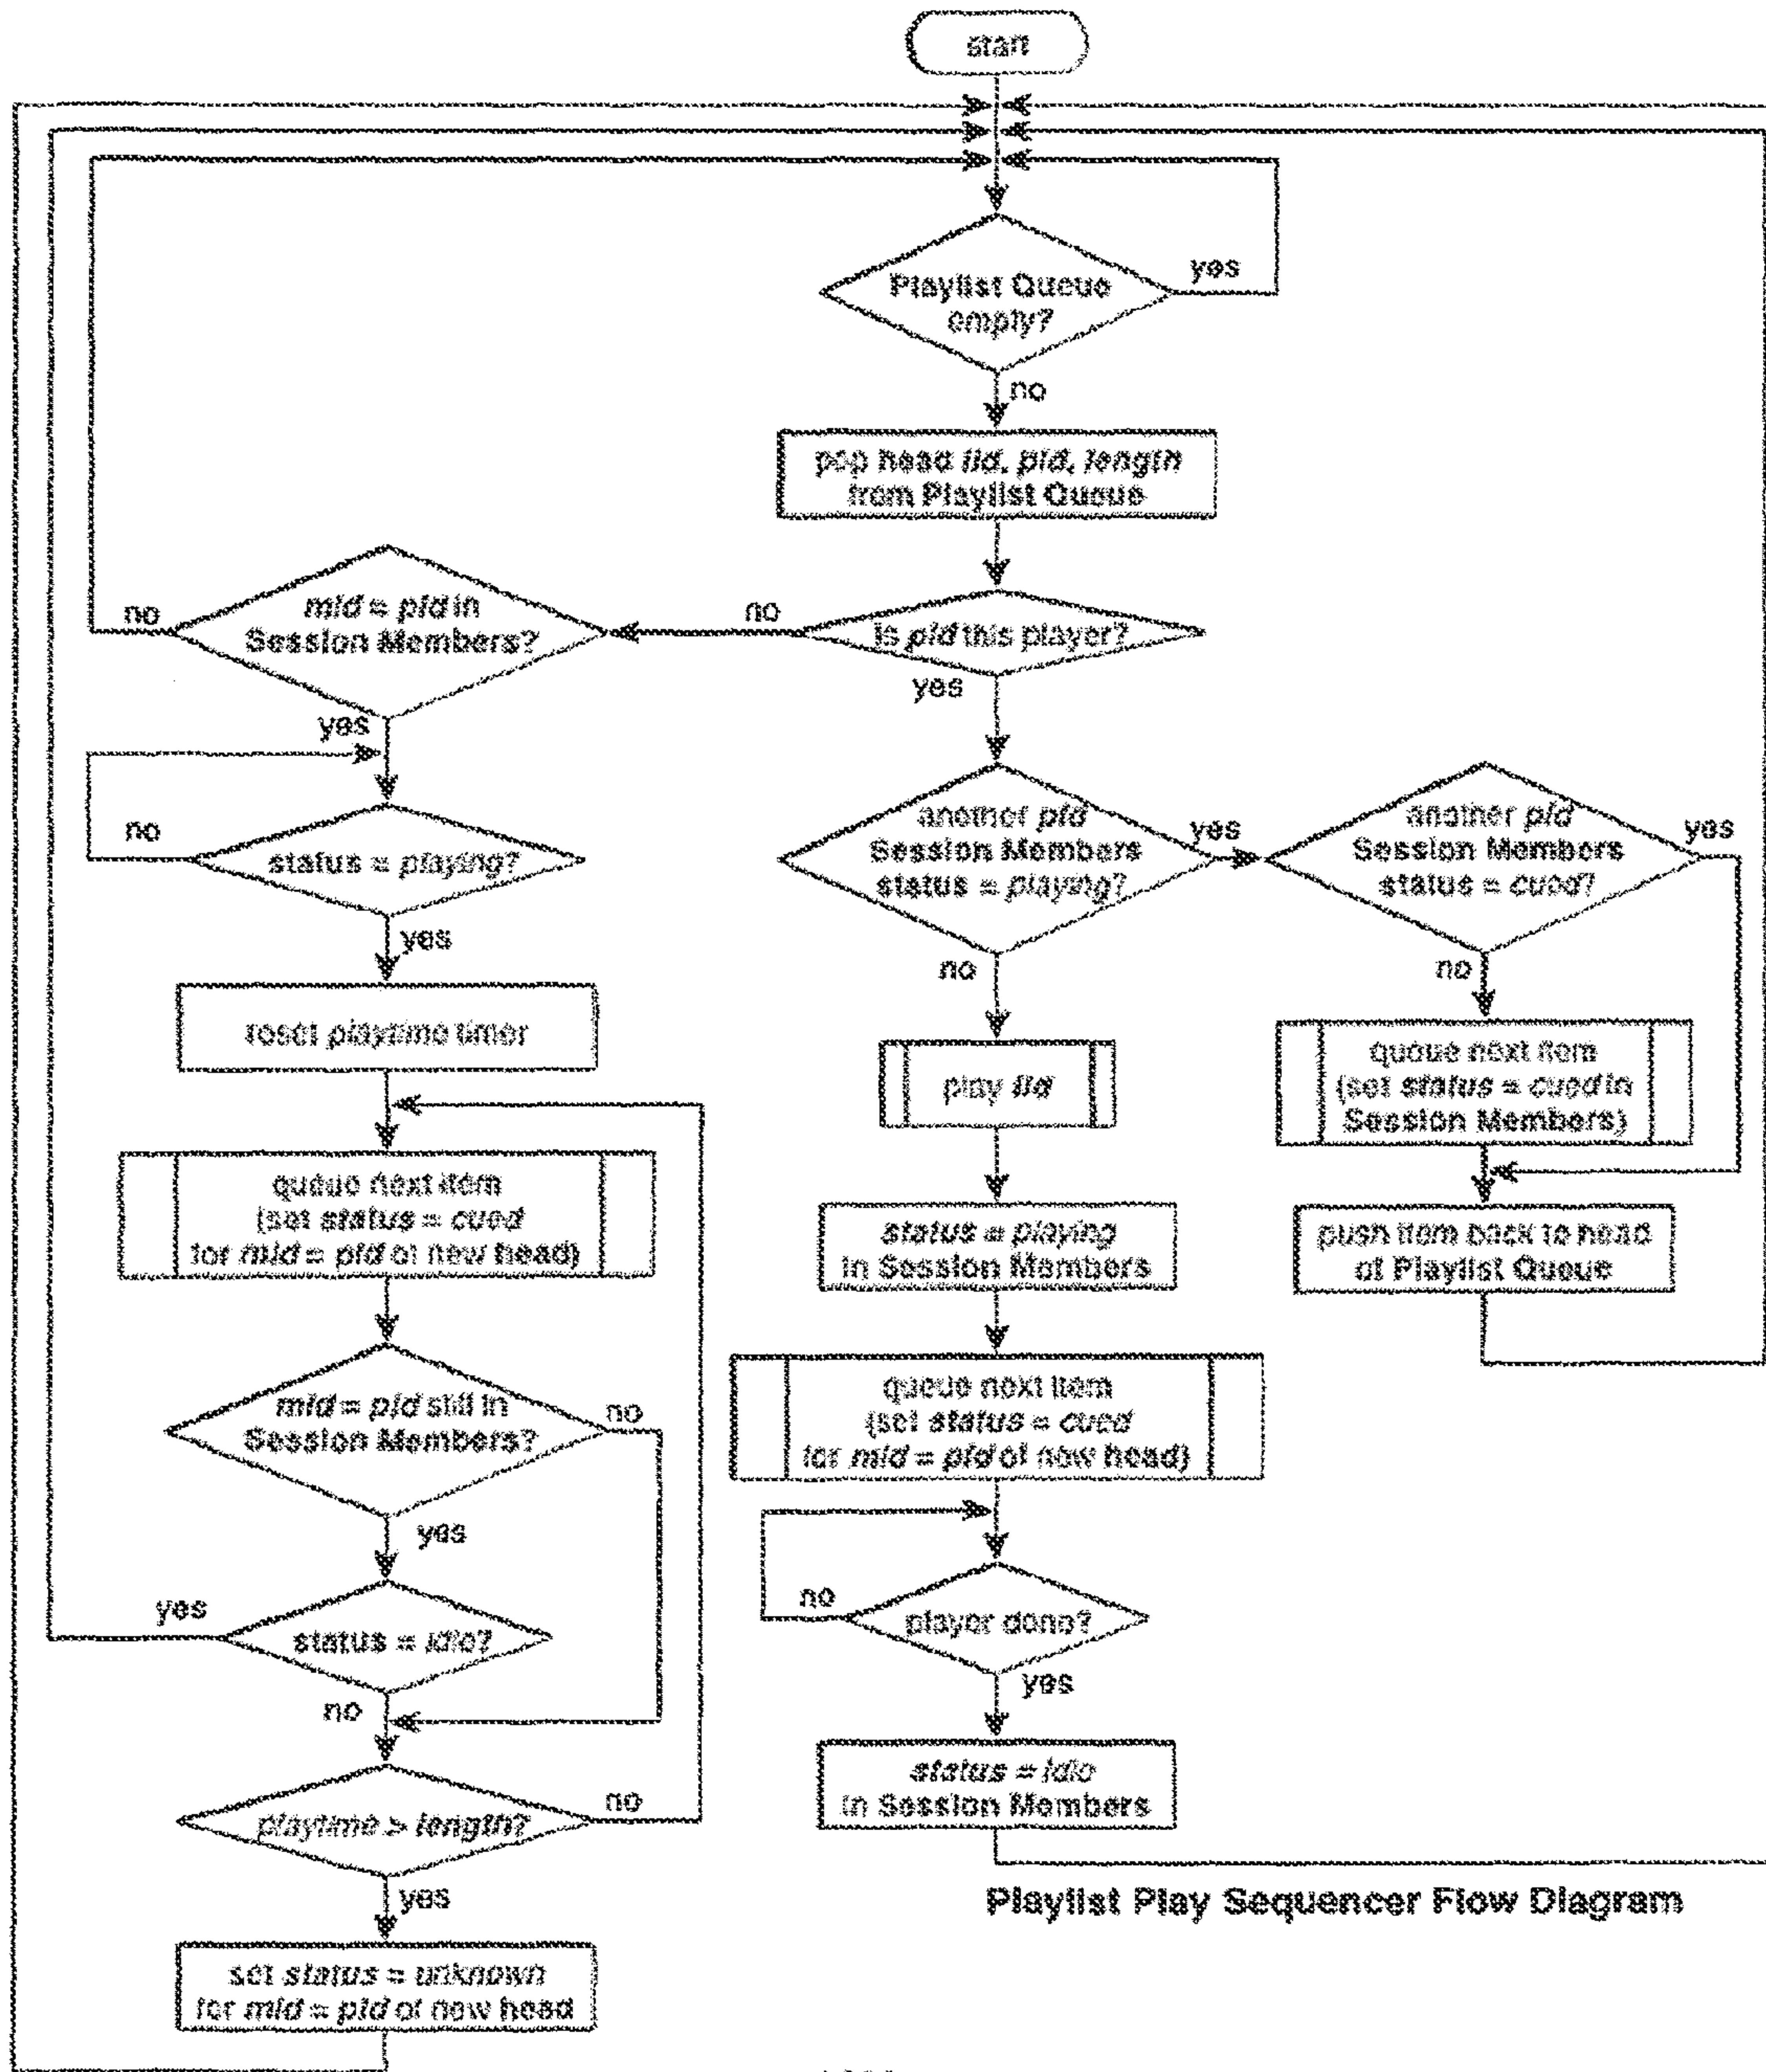 start
Playlist Queue
empty?
yes
no
pop head iid, pid, length
from Playlist Queue
is pid this player?
no
yes
mid = pid in
Session Members?
no
yes
status = playing?
no
yes
reset playtime timer
queue next item
(set status = cued
for mid = pid of new head)
mid = pid still in
Session Members?
no
yes
status = idle?
yes
no
playtime > length?
no
yes
set status = unknown
for mid = pid of new head
another pid
Session Members
status = playing?
yes
no
another pid
Session Members
status = cued?
yes
no
queue next item
(set status = cued in
Session Members)
push item back to head
of Playlist Queue
play iid
status = playing
in Session Members
queue next item
(set status = cued
for mid = pid of new head)
player done?
no
yes
status = idle
in Session Members
Playlist Play Sequencer Flow Diagram